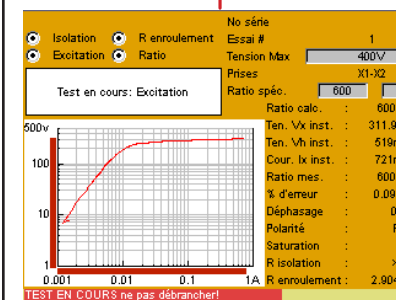 No série
Isolation R enroulement Essai # 1
Excitation Ratio Tension Max 400V
Prises X1-X2
Test en cours: Excitation
Ratio spéc. 600
Ratio calc. : 600
500v Ten. Vx inst. : 311.9
Ten. Vh inst. : 519
100 Cour. Ix inst. : 721
Ratio mes. : 600
% d'erreur : 0.09
10 Déphasage : 0
Polarité :
Saturation :
1 R isolation :
0.001 0.01 0.1 1A R enroulement : 2.904
TEST EN COURS ne pas débrancher!